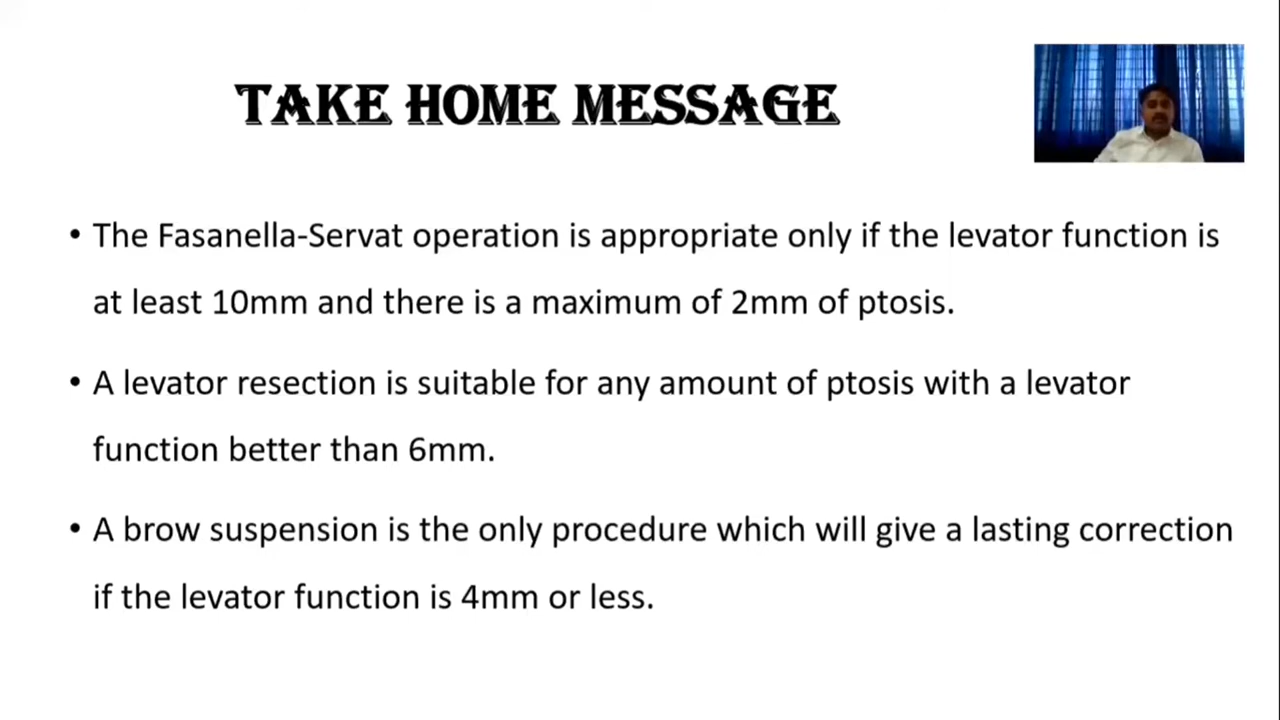 TAKE HOME MESSAGE
• The Fasanella-Servat operation is appropriate only if the levator function is
at least 10mm and there is a maximum of 2mm of ptosis.
• A levator resection is suitable for any amount of ptosis with a levator
function better than 6mm.
• A brow suspension is the only procedure which will give a lasting correction
if the levator function is 4mm or less.